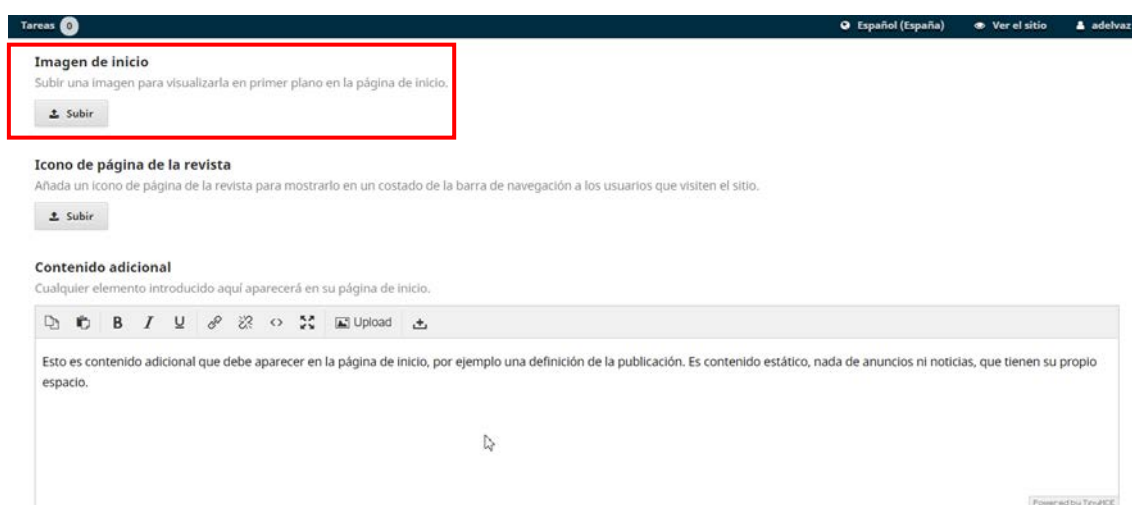 Tareas 0 Español (España) Ver el sitio adelvaz
Imagen de inicio
Subir una imagen para visualizarla en primer plano en la página de inicio.
Subir
Icono de página de la revista
Añada un icono de página de la revista para mostrarlo en un costado de la barra de navegación a los usuarios que visiten el sitio.
Subir
Contenido adicional
Cualquier elemento introducido aquí aparecerá en su página de inicio.
B I U Upload
Esto es contenido adicional que debe aparecer en la página de inicio, por ejemplo una definición de la publicación. Es contenido estático, nada de anuncios ni noticias, que tienen su propio
espacio.
Powered by TinyMCE